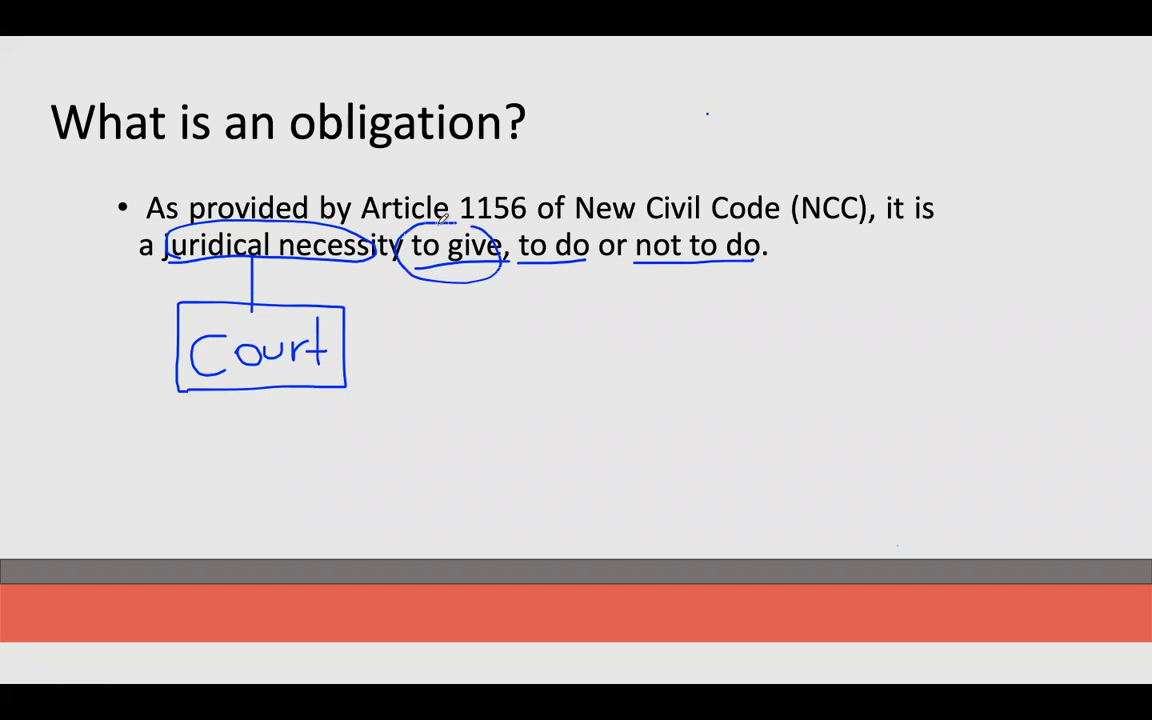 What is an obligation?
• As provided by Article 1156 of New Civil Code (NCC), it is
a juridical necessity to give, to do or not to do.
Court